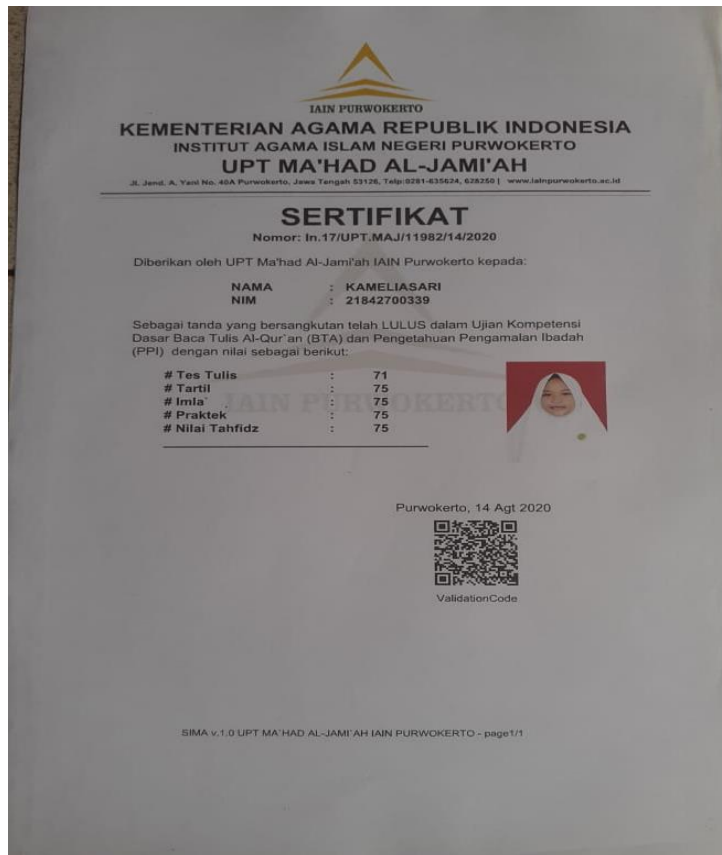 IAIN PURWOKERTO
KEMENTERIAN AGAMA REPUBLIK INDONESIA
INSTITUT AGAMA ISLAM NEGERI PURWOKERTO
UPT MA'HAD AL-JAMI'AH
Jl. Jend. A. Yani No. 40A Purwokerto, Jawa Tengah 53126, Telp:0281-635624, 628250 | www.iainpurwokerto.ac.id
SERTIFIKAT
Nomor: In.17/UPT.MAJ/11982/14/2020
Diberikan oleh UPT Ma'had Al-Jami'ah IAIN Purwokerto kepada:
NAMA : KAMELIASARI
NIM : 21842700339
Sebagai tanda yang bersangkutan telah LULUS dalam Ujian Kompetensi
Dasar Baca Tulis Al-Qur`an (BTA) dan Pengetahuan Pengamalan Ibadah
(PPI) dengan nilai sebagai berikut:
# Tes Tulis : 71
# Tartil : 75
# Imla` : 75
# Praktek : 75
# Nilai Tahfidz : 75
IAIN PURWOKERTO
Purwokerto, 14 Agt 2020
ValidationCode
SIMA v.1.0 UPT MA`HAD AL-JAMI`AH IAIN PURWOKERTO - page1/1